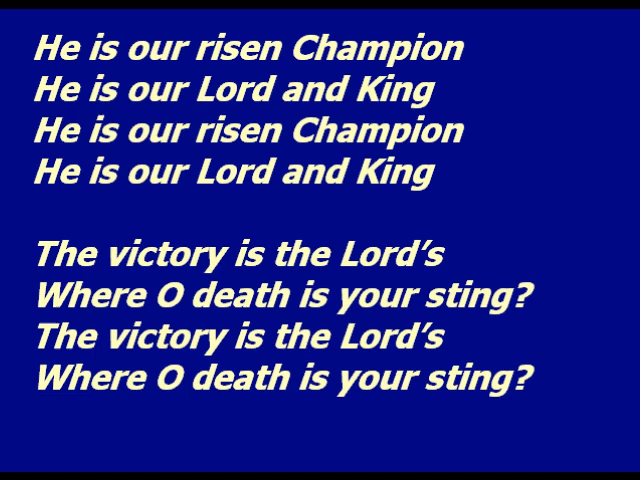 He is our risen Champion
He is our Lord and King
He is our risen Champion
He is our Lord and King
The victory is the Lord’s
Where O death is your sting?
The victory is the Lord’s
Where O death is your sting?